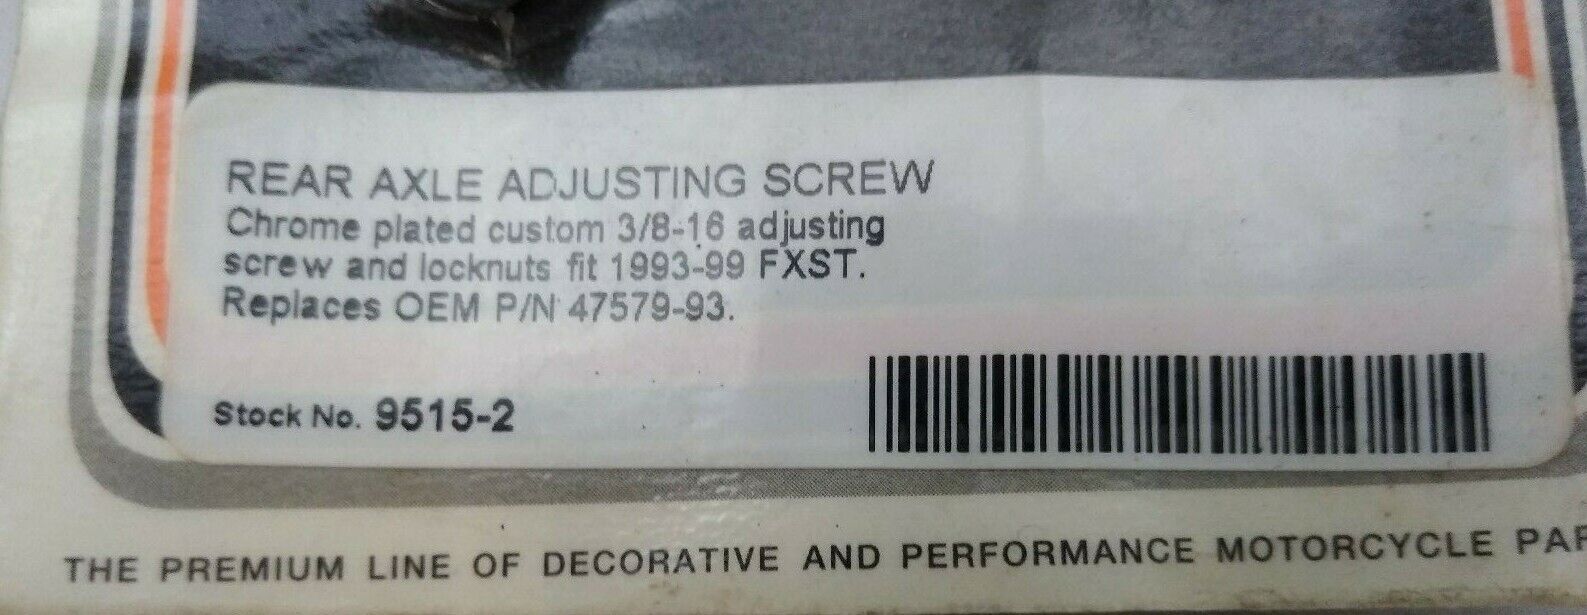 REAR AXLE ADJUSTING SCREW
Chrome plated custom 3/8-16 adjusting
screw and locknuts fit 1993-99 FXST.
Replaces OEM P/N 47579-93.
Stock No. 9515-2
THE PREMIUM LINE OF DECORATIVE AND PERFORMANCE MOTORCYCLE